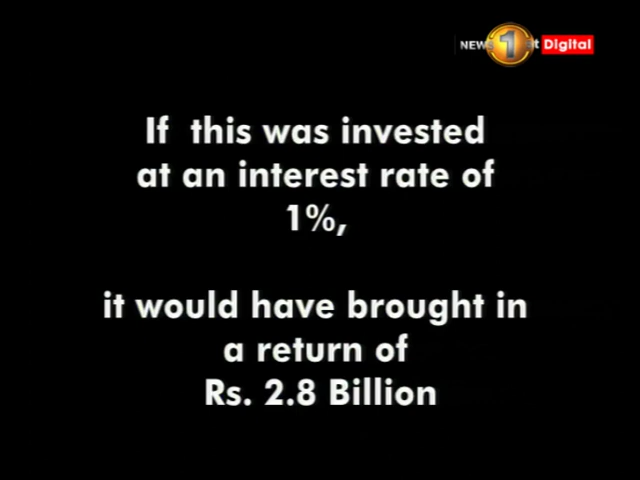 NEWS 1st Digital
If this was invested
at an interest rate of
1%,
it would have brought in
a return of
Rs. 2.8 Billion